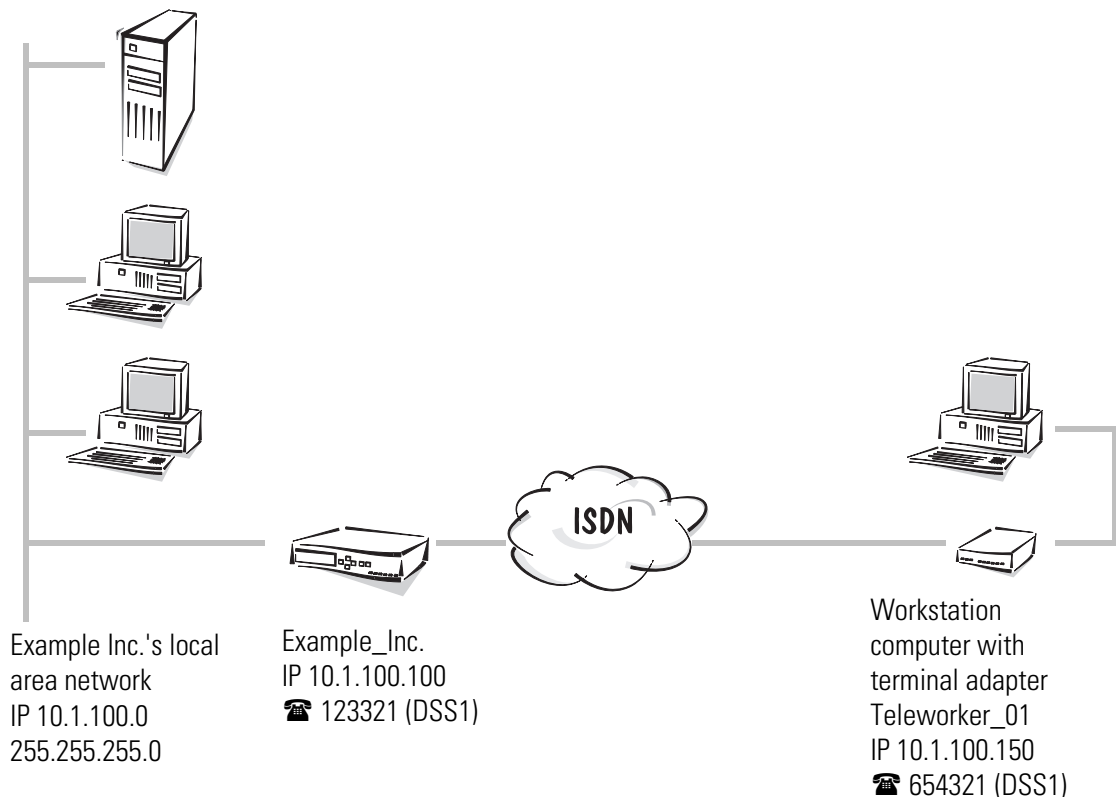 ISDN
Example Inc.'s local
area network
IP 10.1.100.0
255.255.255.0
Example_Inc.
IP 10.1.100.100
☎ 123321 (DSS1)
Workstation
computer with
terminal adapter
Teleworker_01
IP 10.1.100.150
☎ 654321 (DSS1)